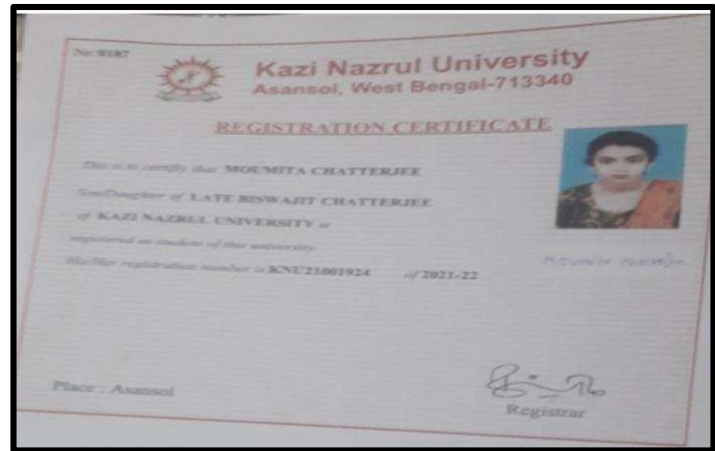 No: 9187
Kazi Nazrul University
Asansol, West Bengal-713340
REGISTRATION CERTIFICATE
This is to certify that MOUMITA CHATTERJEE
Son/Daughter of LATE BISWAJIT CHATTERJEE
of KAZI NAZRUL UNIVERSITY is
registered as student of this university.
His/Her registration number is KNU21001924 of 2021-22
Moumita
Place : Asansol
Registrar